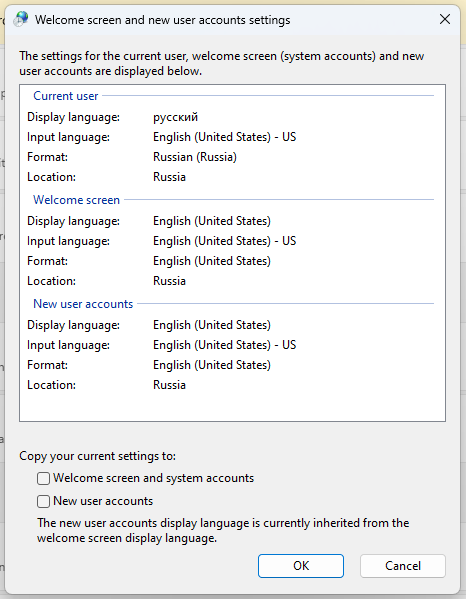 Welcome screen and new user accounts settings
The settings for the current user, welcome screen (system accounts) and new
user accounts are displayed below.
Current user
Display language: русский
Input language: English (United States) - US
Format: Russian (Russia)
Location: Russia
Welcome screen
Display language: English (United States)
Input language: English (United States) - US
Format: English (United States)
Location: Russia
New user accounts
Display language: English (United States)
Input language: English (United States) - US
Format: English (United States)
Location: Russia
Copy your current settings to:
Welcome screen and system accounts
New user accounts
The new user accounts display language is currently inherited from the
welcome screen display language.
OK Cancel